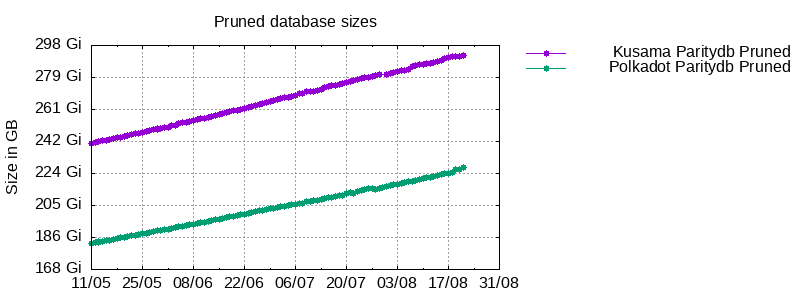 Pruned database sizes
298 Gi
279 Gi
261 Gi
242 Gi
224 Gi
205 Gi
186 Gi
168 Gi
Size in GB
11/05 25/05 08/06 22/06 06/07 20/07 03/08 17/08 31/08
Kusama Paritydb Pruned
Polkadot Paritydb Pruned